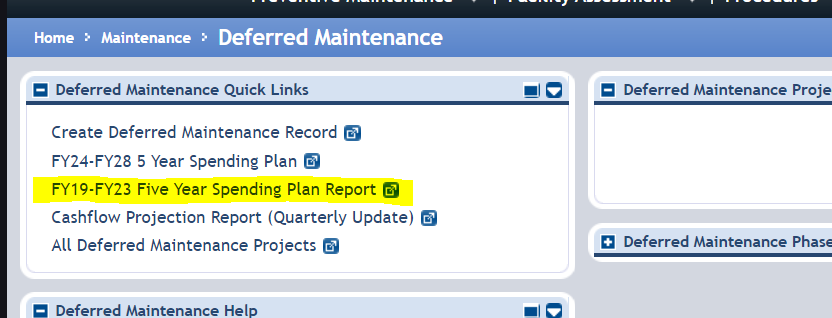 Preventive Maintenance Facility Assessment Procedures
Home Maintenance Deferred Maintenance
Deferred Maintenance Quick Links
Create Deferred Maintenance Record
FY24-FY28 5 Year Spending Plan
FY19-FY23 Five Year Spending Plan Report
Cashflow Projection Report (Quarterly Update)
All Deferred Maintenance Projects
Deferred Maintenance Help
Deferred Maintenance Proje
Deferred Maintenance Phase